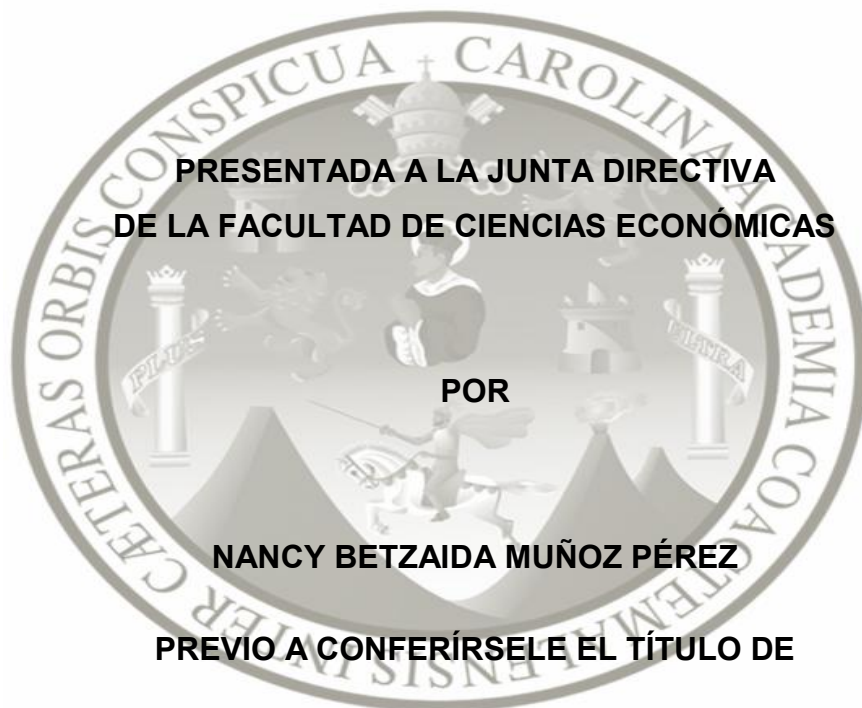 PRESENTADA A LA JUNTA DIRECTIVA
DE LA FACULTAD DE CIENCIAS ECONÓMICAS
POR
NANCY BETZAIDA MUÑOZ PÉREZ
PREVIO A CONFERÍRSELE EL TÍTULO DE
CAROLINA ACADEMIA COACTEMALENSIS INTER CÆTERAS ORBIS CONSPICUA
PLUS
ULTRA